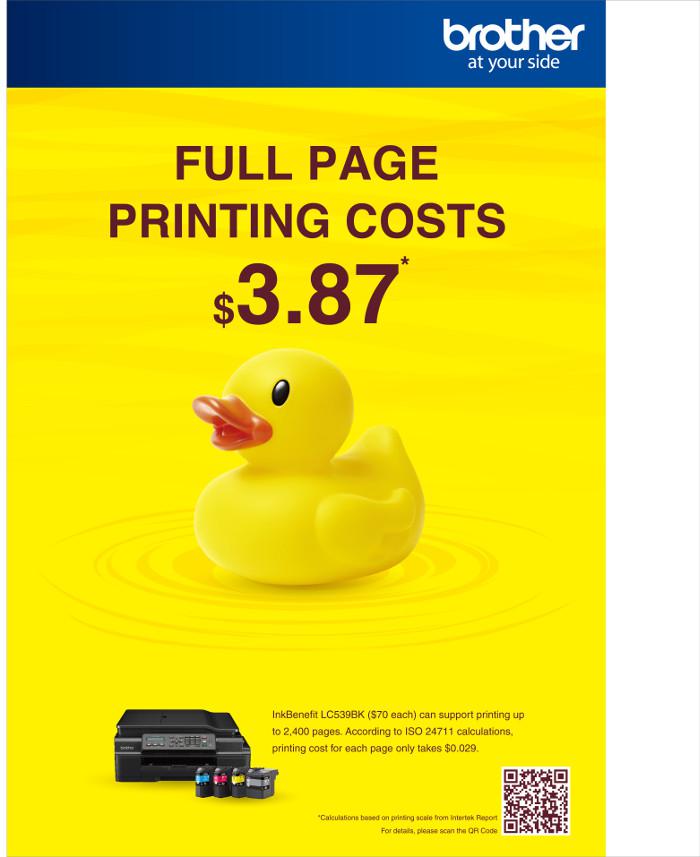 brother
at your side
FULL PAGE
PRINTING COSTS
$3.87*
InkBenefit LC539BK ($70 each) can support printing up
to 2,400 pages. According to ISO 24711 calculations,
printing cost for each page only takes $0.029.
brother
*Calculations based on printing scale from Intertek Report
For details, please scan the QR Code